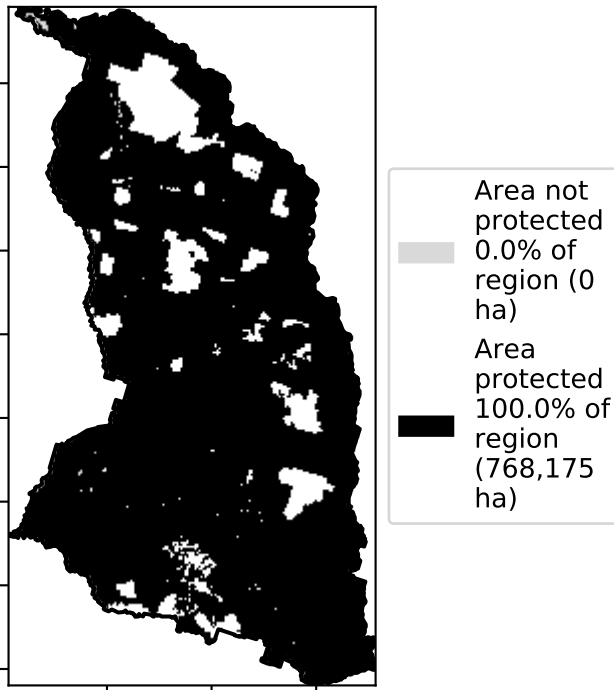 Area not
protected
0.0% of
region (0
ha)
Area
protected
100.0% of
region
(768,175
ha)